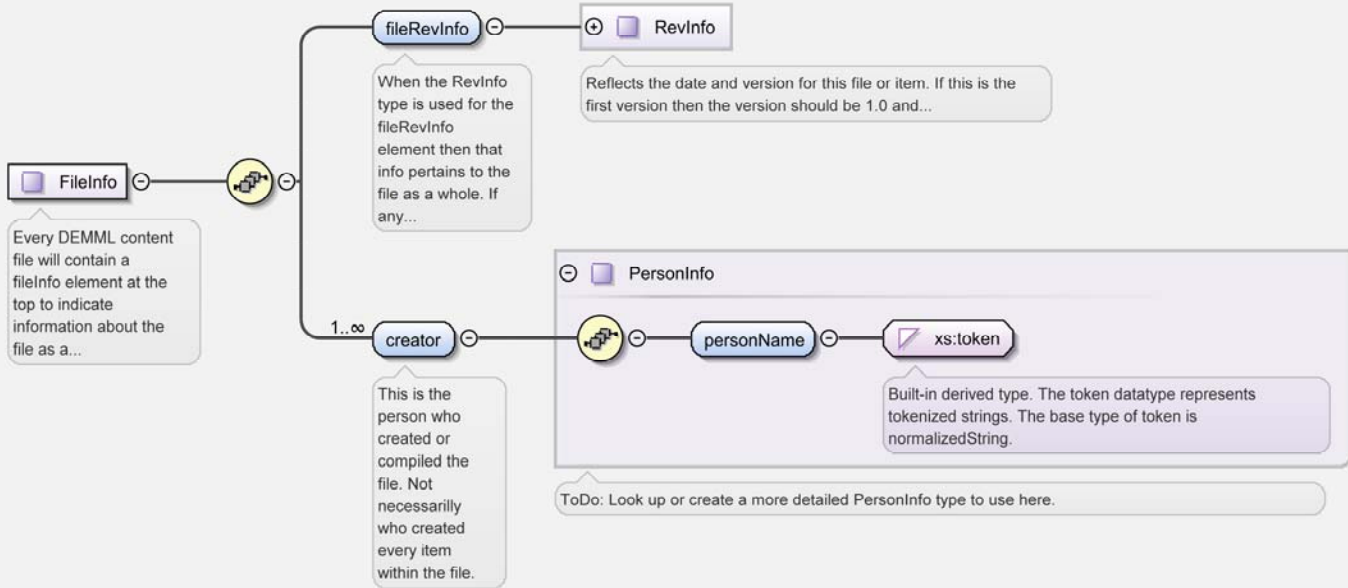 fileRevInfo
RevInfo
When the RevInfo
type is used for the
fileRevInfo
element then that
info pertains to the
file as a whole. If
any...
Reflects the date and version for this file or item. If this is the
first version then the version should be 1.0 and...
FileInfo
Every DEMML content
file will contain a
fileInfo element at the
top to indicate
information about the
file as a...
1..∞
creator
This is the
person who
created or
compiled the
file. Not
necessarilly
who created
every item
within the file.
PersonInfo
personName
xs:token
Built-in derived type. The token datatype represents
tokenized strings. The base type of token is
normalizedString.
ToDo: Look up or create a more detailed PersonInfo type to use here.